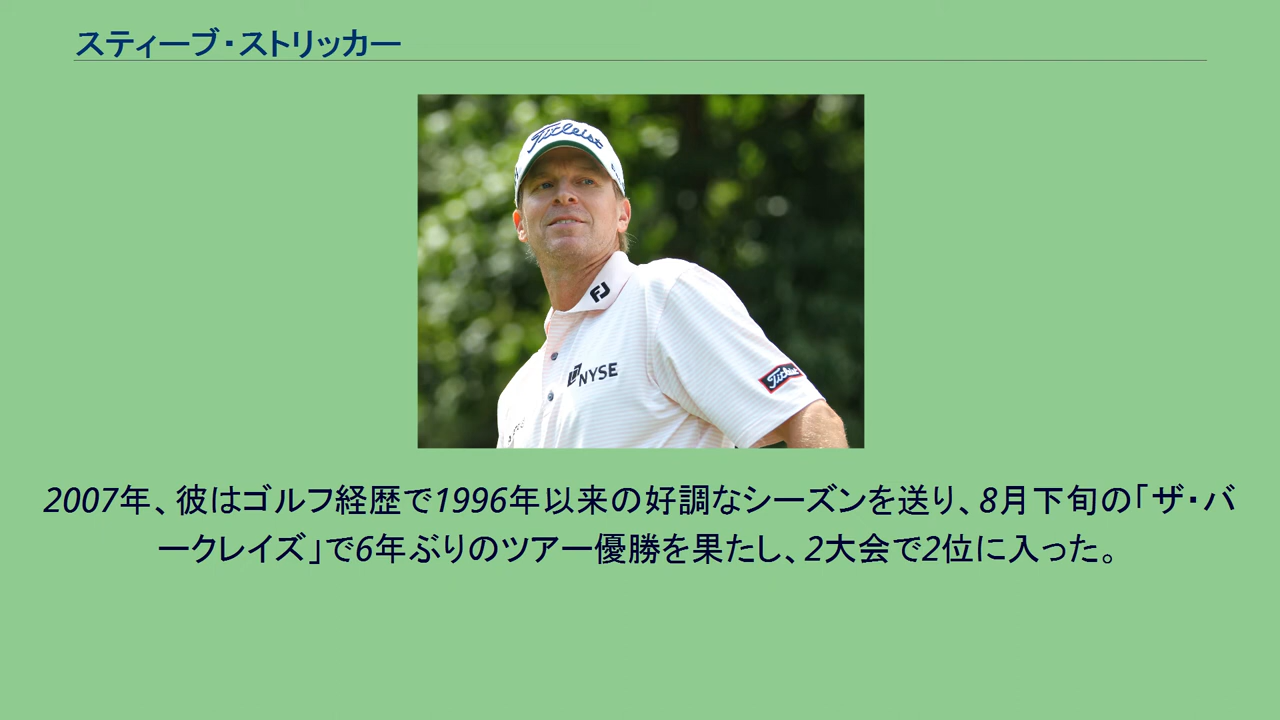 スティーブ・ストリッカー
Titleist
FJ
NYSE
Titleist
2007年、彼はゴルフ経歴で1996年以来の好調なシーズンを送り、8月下旬の「ザ・バ
ークレイズ」で6年ぶりのツアー優勝を果たし、2大会で2位に入った。